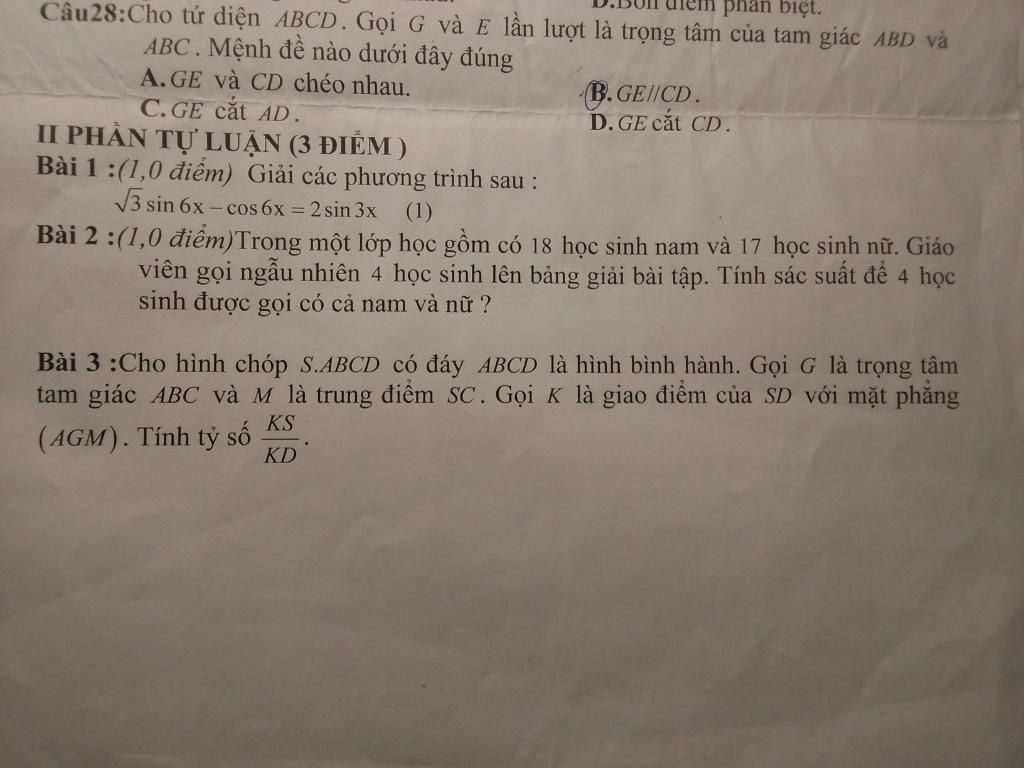 D.Bốn điểm phân biệt.
Câu28:Cho tứ diện ABCD. Gọi G và E lần lượt là trọng tâm của tam giác ABD và
ABC. Mệnh đề nào dưới đây đúng
A. GE và CD chéo nhau.
B. GE//CD.
C. GE cắt AD.
D. GE cắt CD.
II PHẦN TỰ LUẬN (3 ĐIỂM )
Bài 1 :(1,0 điểm) Giải các phương trình sau :
√3 sin 6x − cos 6x = 2 sin 3x (1)
Bài 2 :(1,0 điểm)Trong một lớp học gồm có 18 học sinh nam và 17 học sinh nữ. Giáo
viên gọi ngẫu nhiên 4 học sinh lên bảng giải bài tập. Tính sác suất để 4 học
sinh được gọi có cả nam và nữ ?
Bài 3 :Cho hình chóp S.ABCD có đáy ABCD là hình bình hành. Gọi G là trọng tâm
tam giác ABC và M là trung điểm SC. Gọi K là giao điểm của SD với mặt phẳng
(AGM). Tính tỷ số KS/KD.